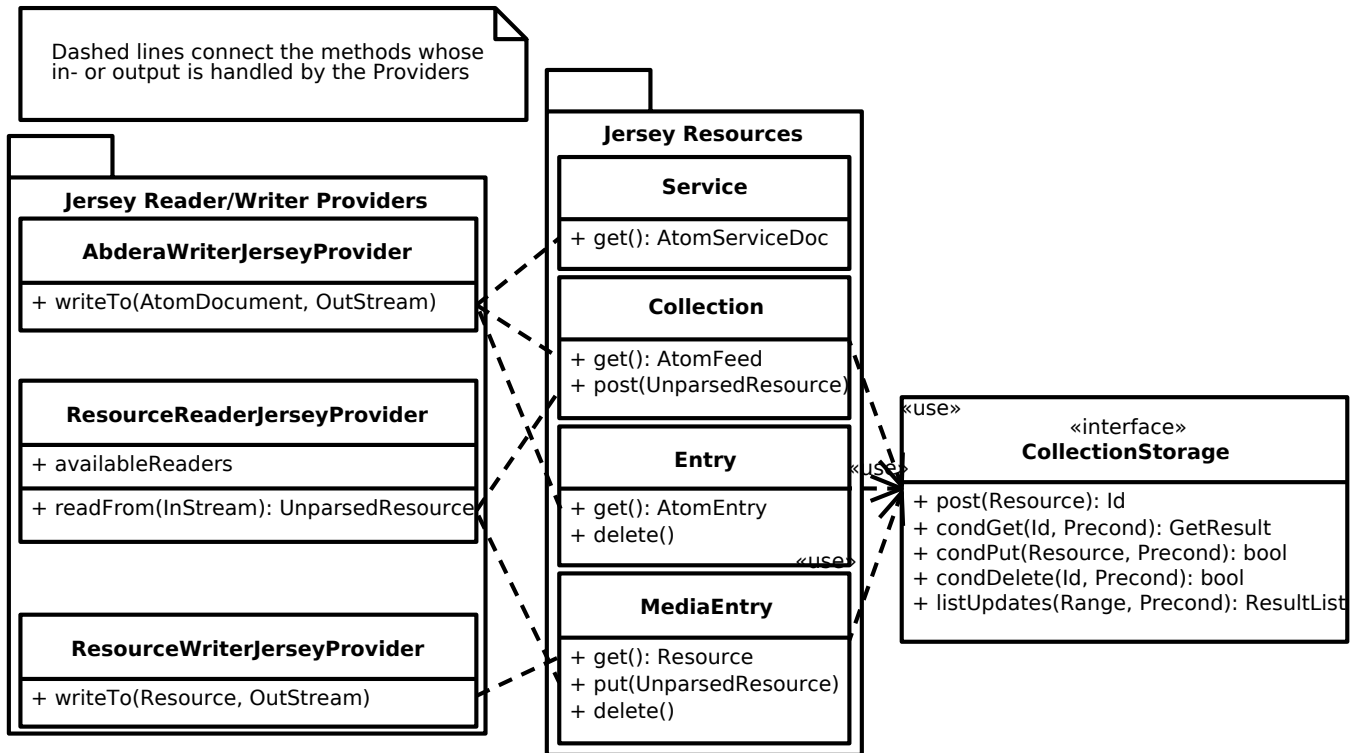 Dashed lines connect the methods whose
in- or output is handled by the Providers
Jersey Reader/Writer Providers
AbderaWriterJerseyProvider
+ writeTo(AtomDocument, OutStream)
ResourceReaderJerseyProvider
+ availableReaders
+ readFrom(InStream): UnparsedResource
ResourceWriterJerseyProvider
+ writeTo(Resource, OutStream)
Jersey Resources
Service
+ get(): AtomServiceDoc
Collection
+ get(): AtomFeed
+ post(UnparsedResource)
Entry
+ get(): AtomEntry
+ delete()
MediaEntry
+ get(): Resource
+ put(UnparsedResource)
+ delete()
«use»
«use»
«use»
«interface»
CollectionStorage
+ post(Resource): Id
+ condGet(Id, Precond): GetResult
+ condPut(Resource, Precond): bool
+ condDelete(Id, Precond): bool
+ listUpdates(Range, Precond): ResultList